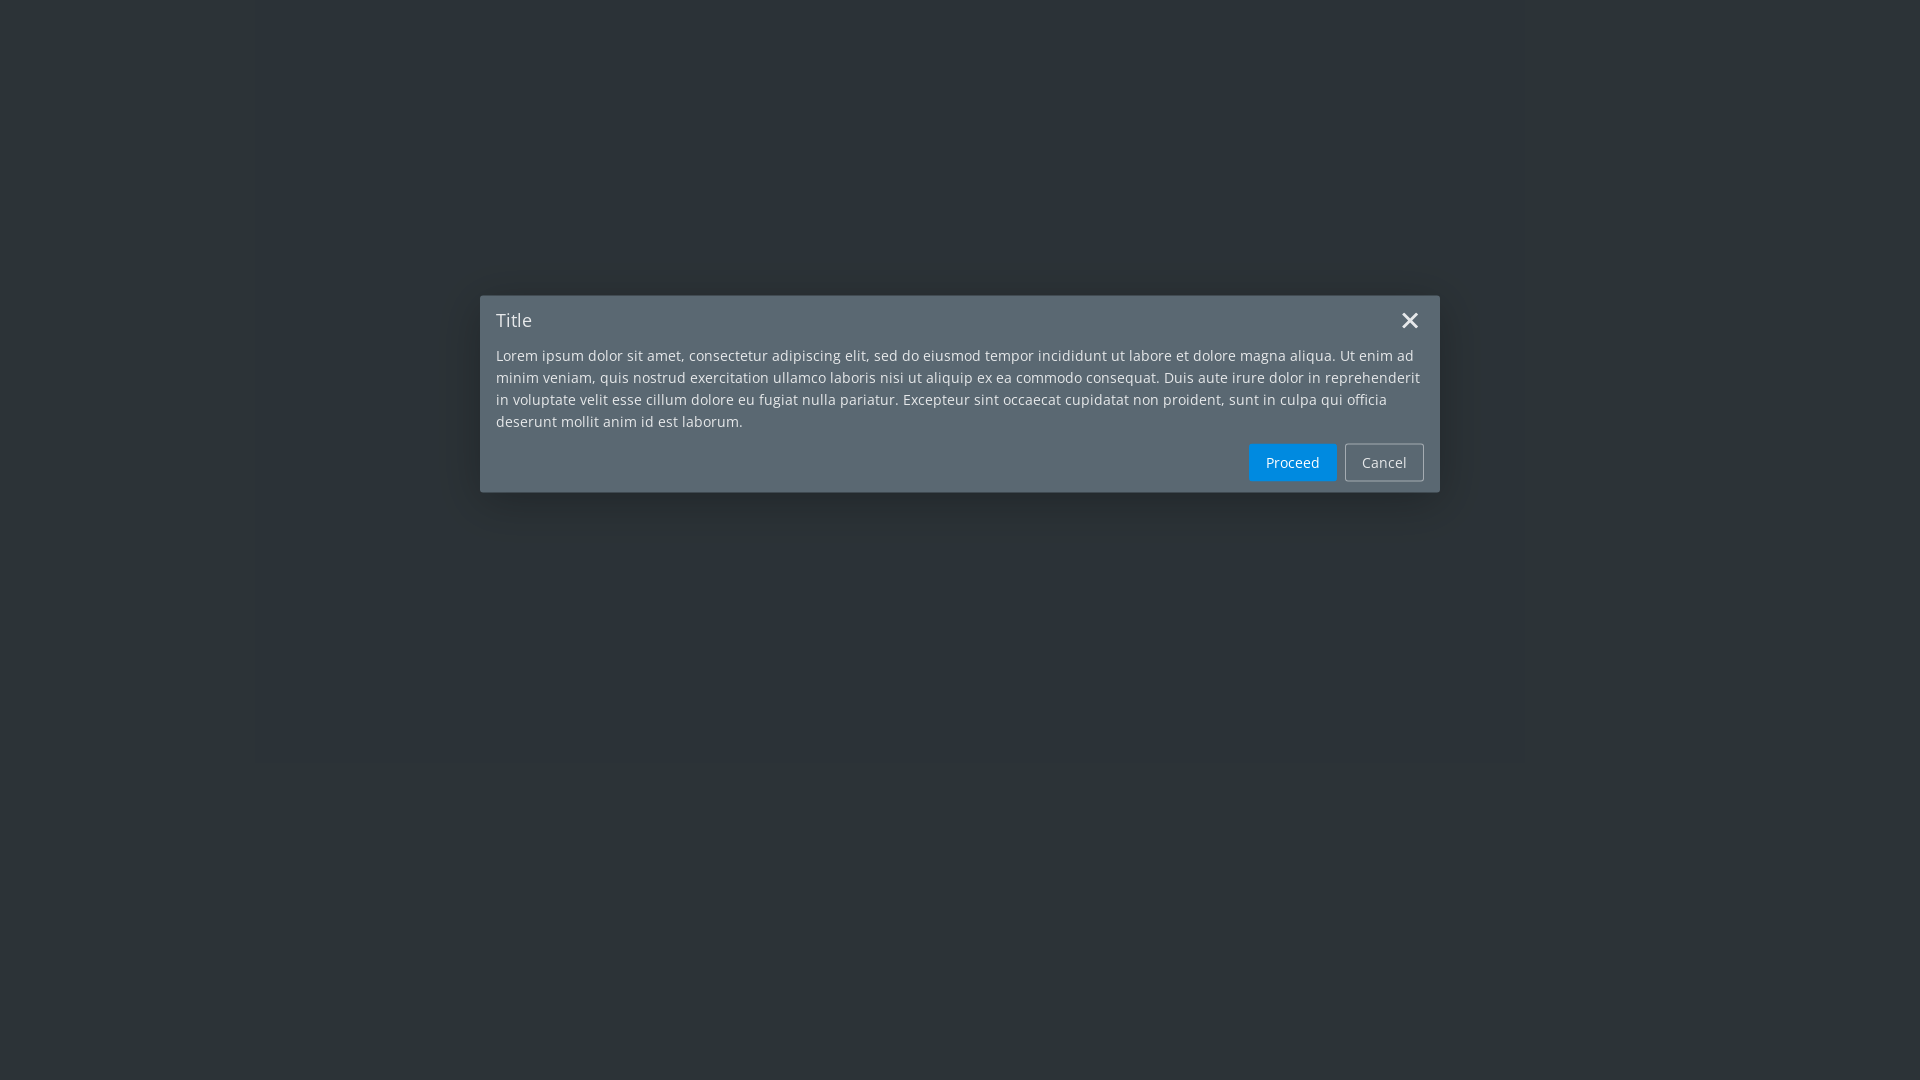 Title
Lorem ipsum dolor sit amet, consectetur adipiscing elit, sed do eiusmod tempor incididunt ut labore et dolore magna aliqua. Ut enim ad
minim veniam, quis nostrud exercitation ullamco laboris nisi ut aliquip ex ea commodo consequat. Duis aute irure dolor in reprehenderit
in voluptate velit esse cillum dolore eu fugiat nulla pariatur. Excepteur sint occaecat cupidatat non proident, sunt in culpa qui officia
deserunt mollit anim id est laborum.
Proceed Cancel